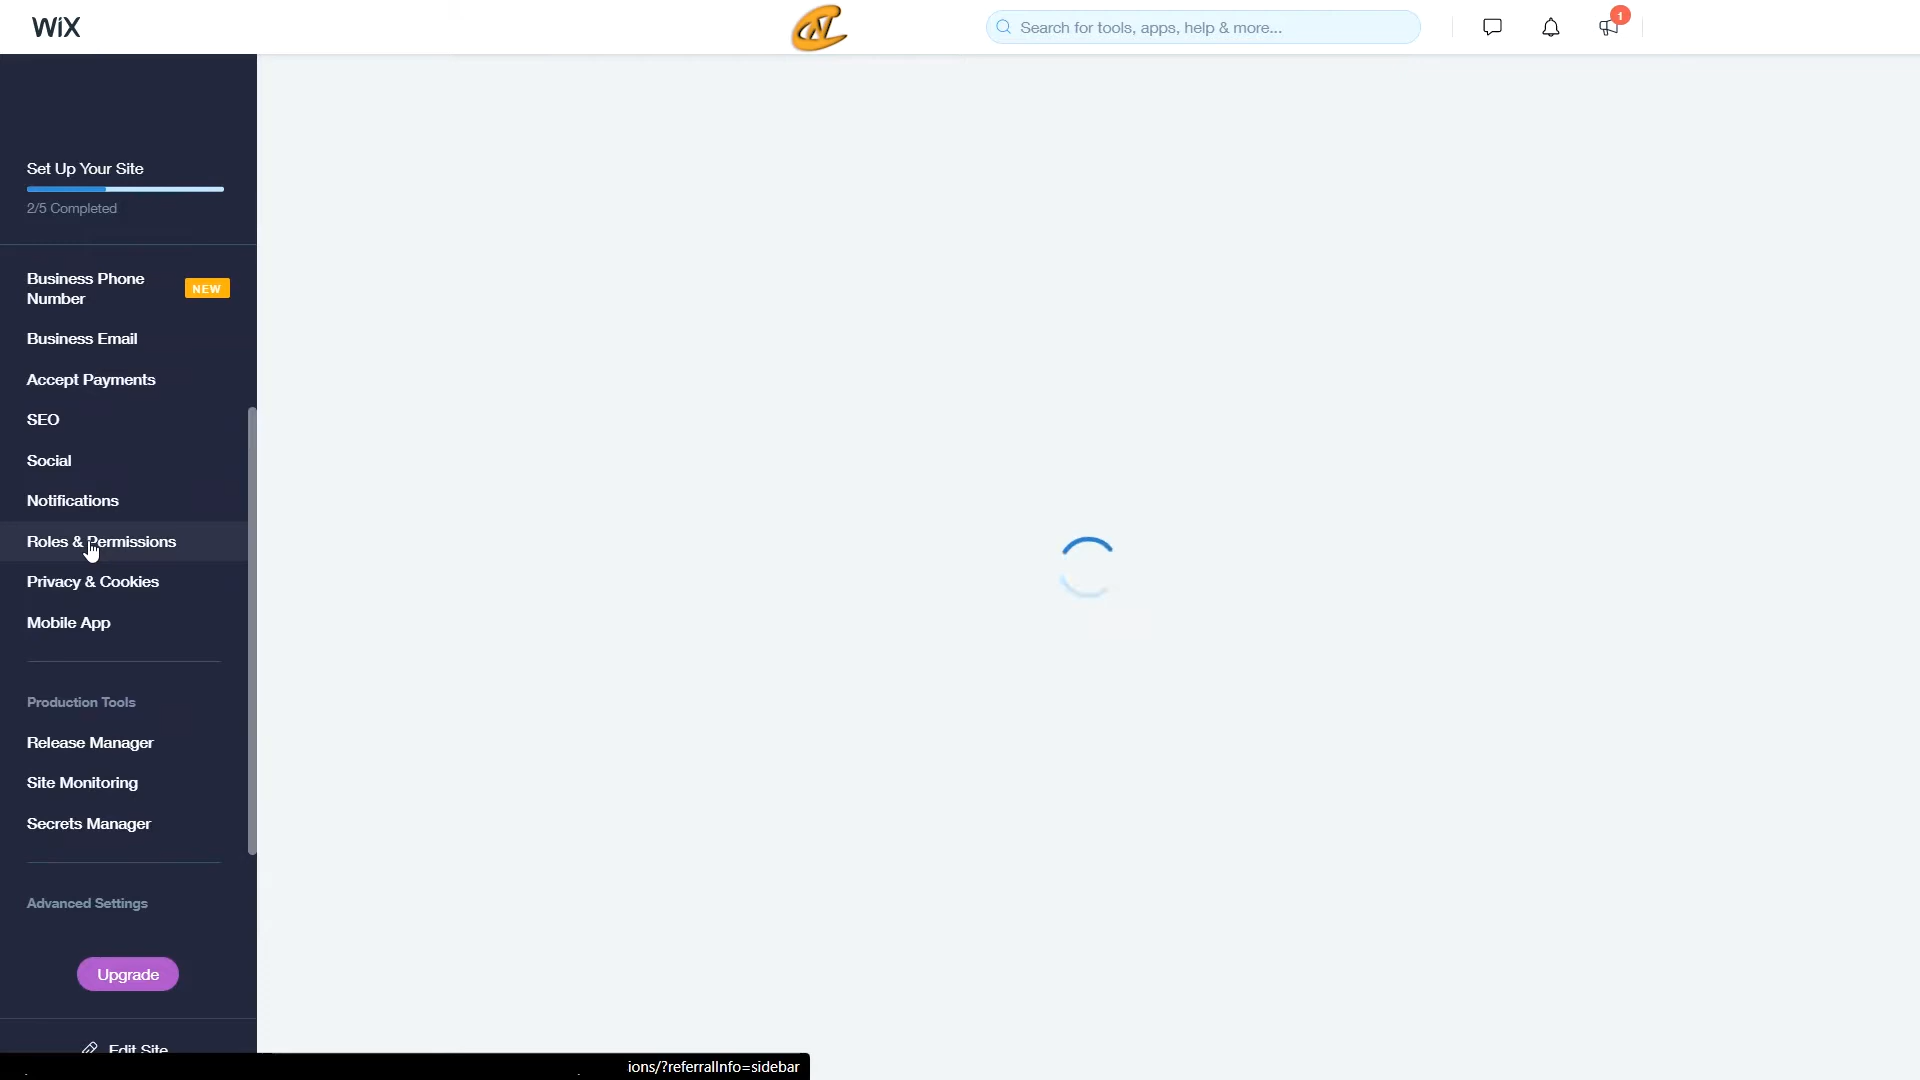 WiX
Search for tools, apps, help & more...
1
Set Up Your Site
2/5 Completed
Business Phone
Number
NEW
Business Email
Accept Payments
SEO
Social
Notifications
Roles & Permissions
Privacy & Cookies
Mobile App
Production Tools
Release Manager
Site Monitoring
Secrets Manager
Advanced Settings
Upgrade
Edit Site
ions/?referralInfo=sidebar